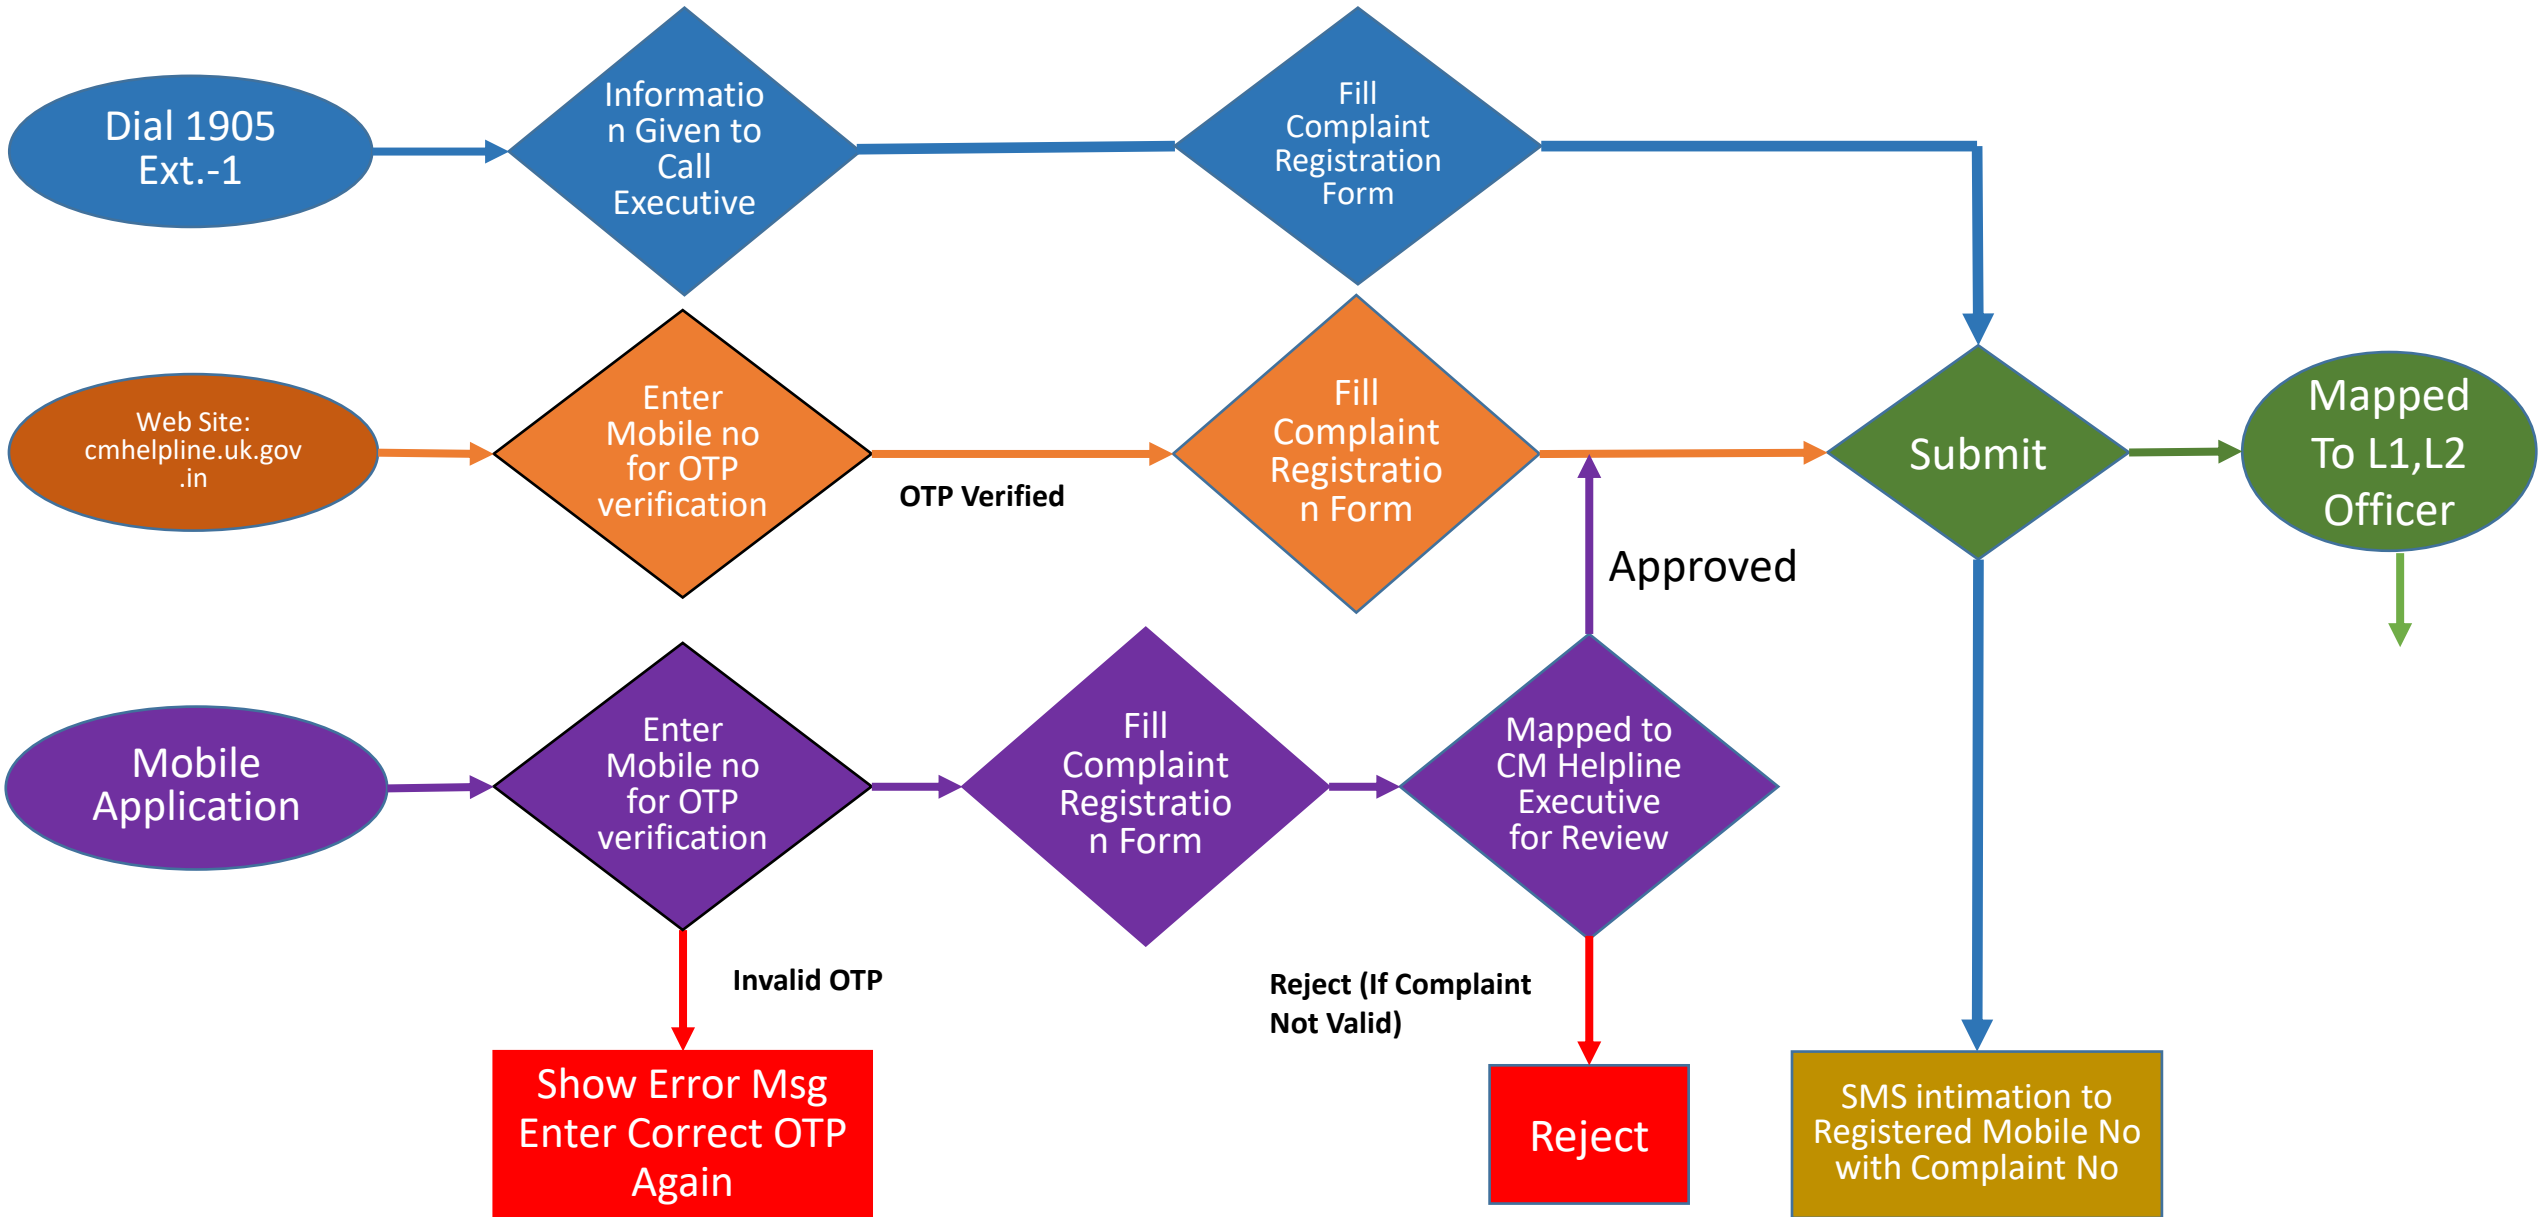 Dial 1905
Ext.-1
Informatio
n Given to
Call
Executive
Fill
Complaint
Registration
Form
Web Site:
cmhelpline.uk.gov
.in
Enter
Mobile no
for OTP
verification
OTP Verified
Fill
Complaint
Registratio
n Form
Submit
Mapped
To L1,L2
Officer
Approved
Mobile
Application
Enter
Mobile no
for OTP
verification
Fill
Complaint
Registratio
n Form
Mapped to
CM Helpline
Executive
for Review
Invalid OTP
Reject (If Complaint
Not Valid)
Show Error Msg
Enter Correct OTP
Again
Reject
SMS intimation to
Registered Mobile No
with Complaint No